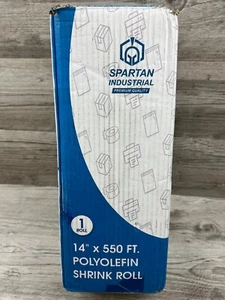 SPARTAN
INDUSTRIAL
PREMIUM QUALITY
1
ROLL
14" x 550 FT.
POLYOLEFIN
SHRINK ROLL